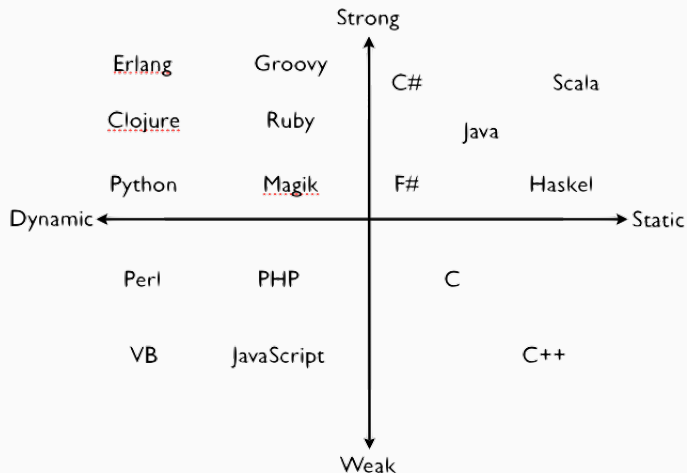 Strong
Erlang Groovy C# Scala
Clojure Ruby Java
Python Magik F# Haskel
Dynamic Static
Perl PHP C
VB JavaScript C++
Weak